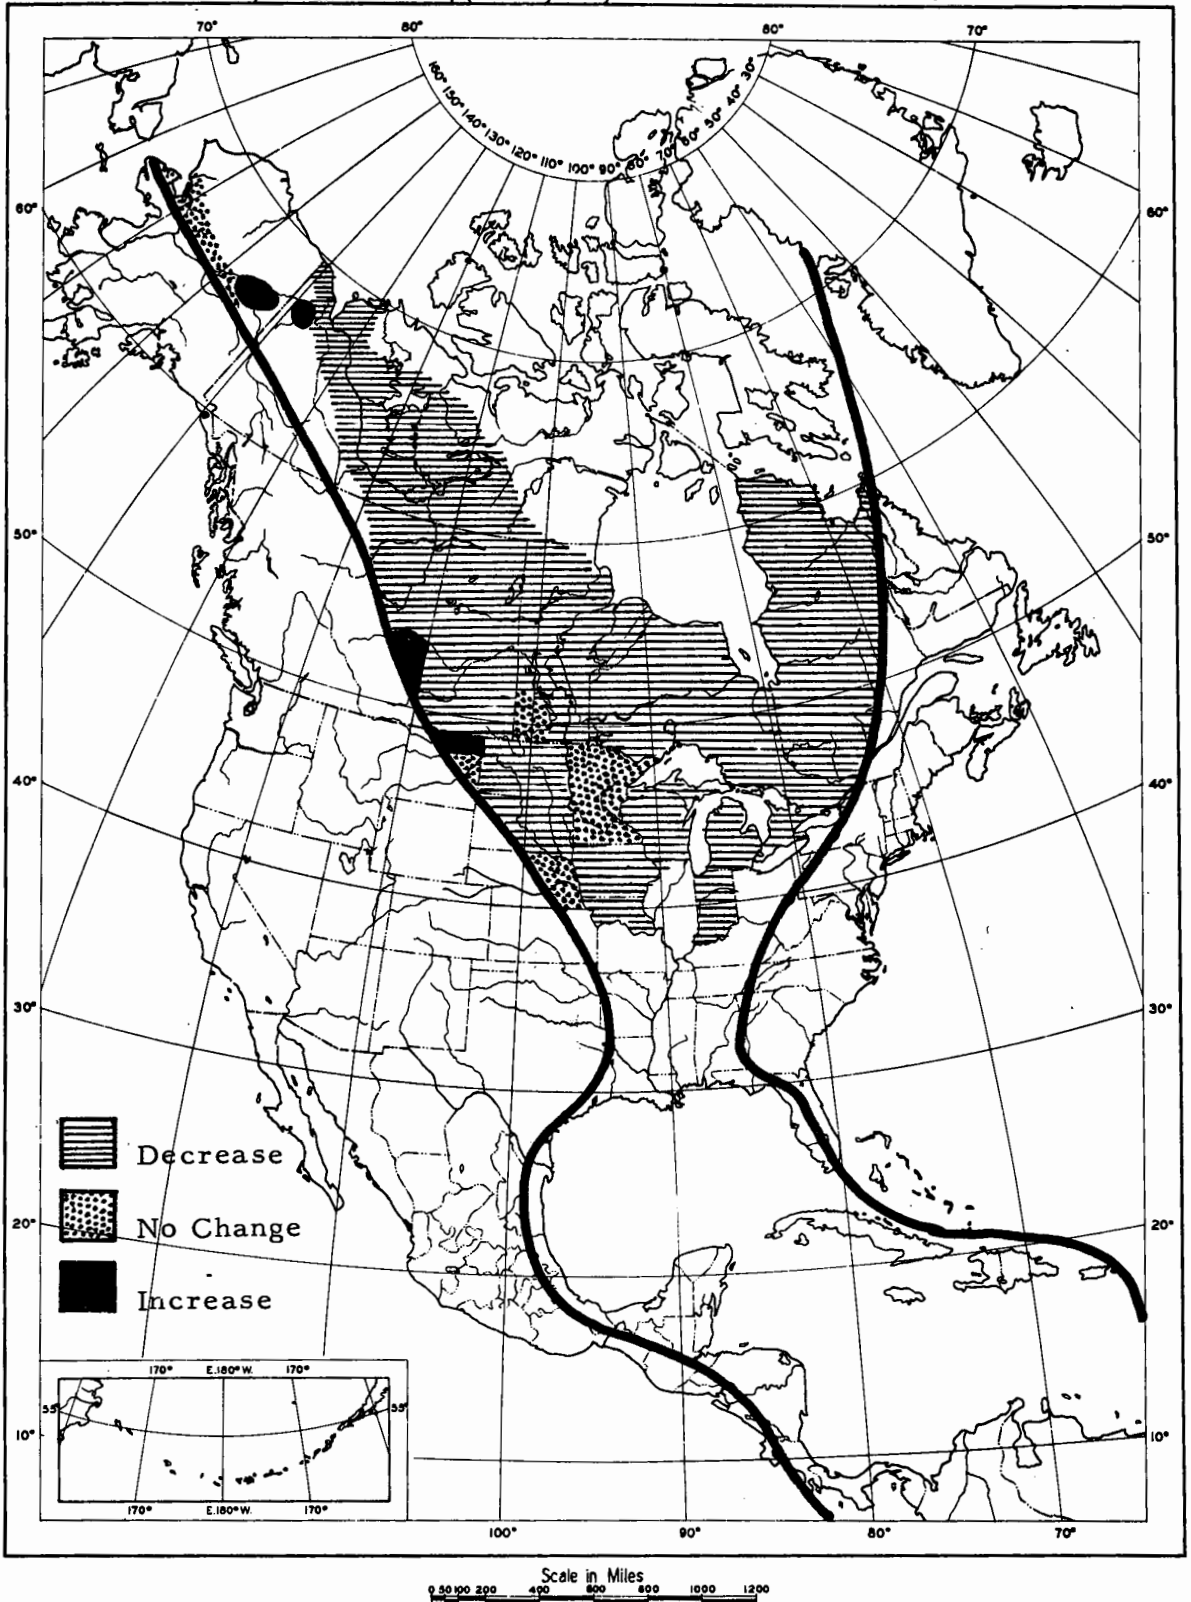 70° 80° 80° 70°
160° 150° 140° 130° 120° 110° 100° 90° 80° 70° 60° 50° 40° 30°
60° 60°
50° 50°
40° 40°
30° 30°
Decrease
No Change
20° 20°
Increase
170° E.180°W. 170°
55° 55°
10° 10°
170° E.180°W. 170°
100° 90° 80° 70°
Scale in Miles
0 50 100 200 400 600 800 1000 1200